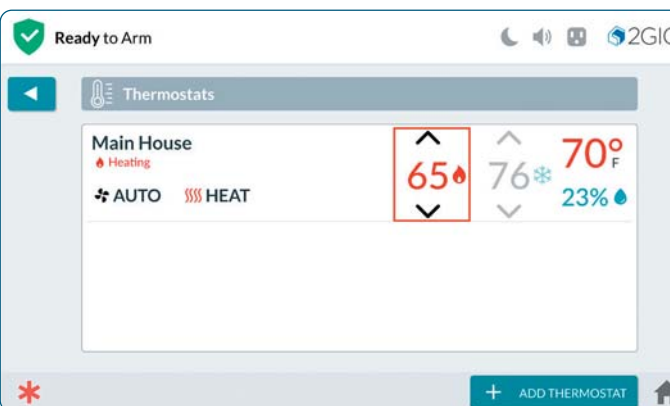 Ready to Arm
2GIG
Thermostats
Main House
Heating
AUTO HEAT
65 76 70°F
23%
+ ADD THERMOSTAT